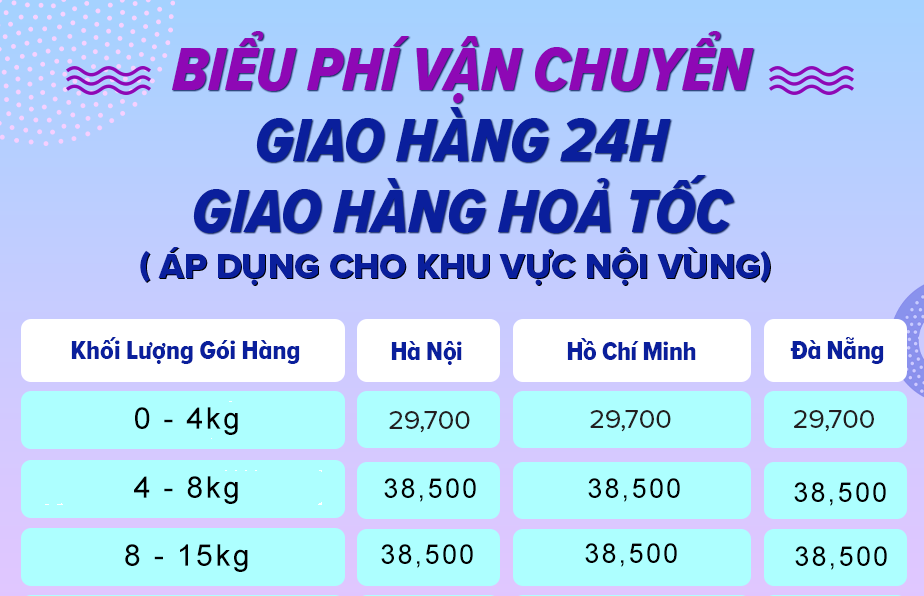 BIỂU PHÍ VẬN CHUYỂN
GIAO HÀNG 24H
GIAO HÀNG HOẢ TỐC
( ÁP DỤNG CHO KHU VỰC NỘI VÙNG)
Khối Lượng Gói Hàng Hà Nội Hồ Chí Minh Đà Nẵng
0 - 4kg 29,700 29,700 29,700
4 - 8kg 38,500 38,500 38,500
8 - 15kg 38,500 38,500 38,500